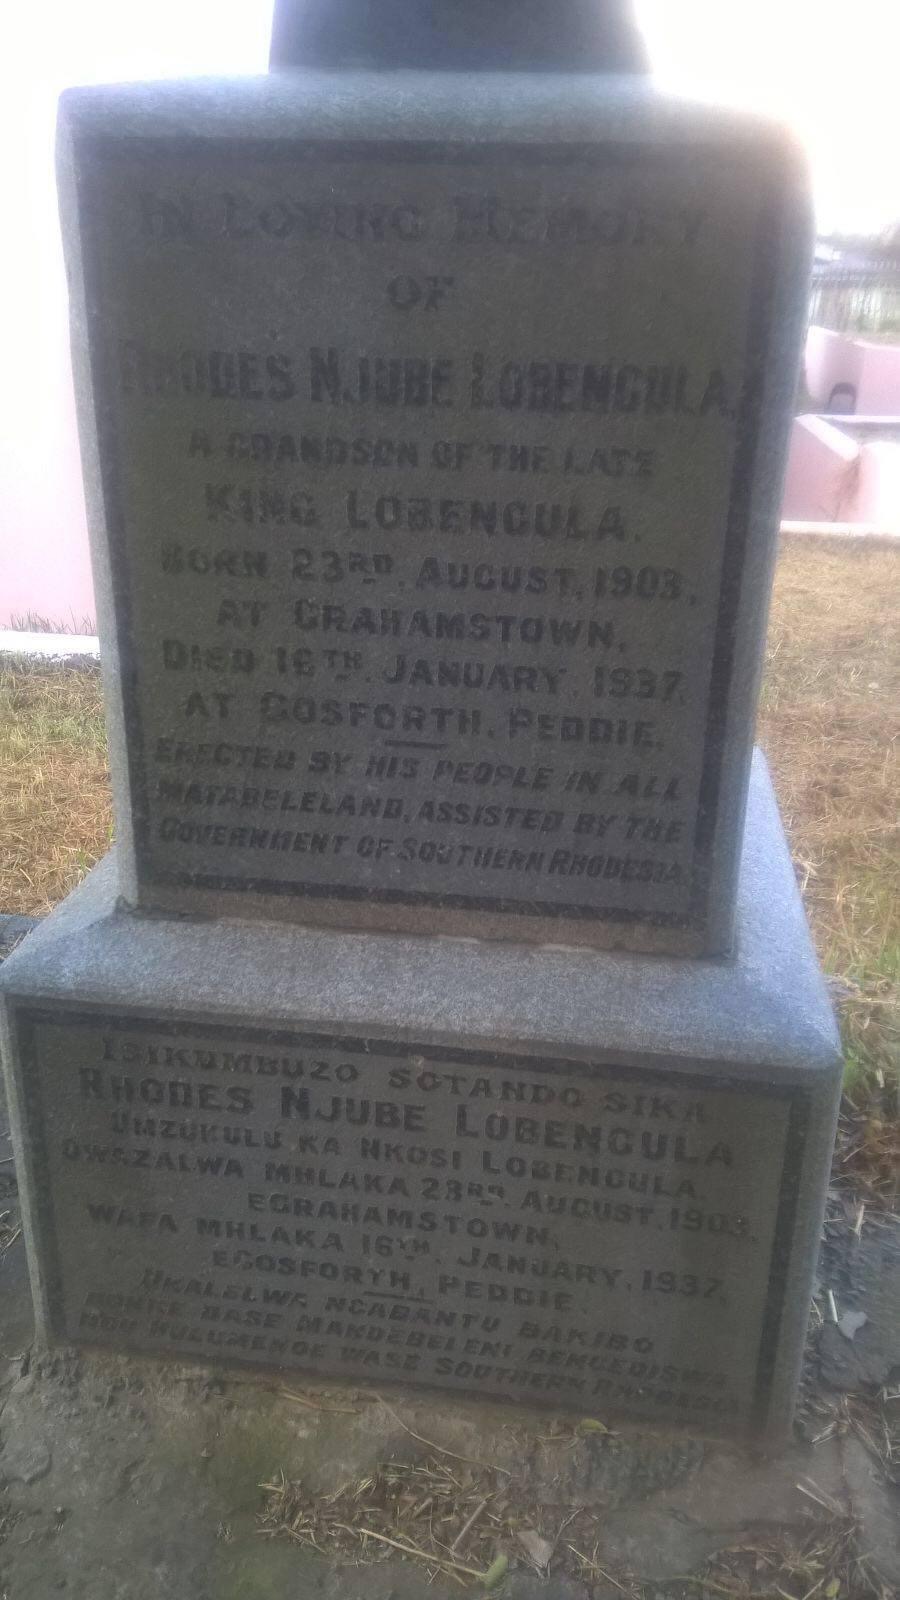 IN LOVING MEMORY
OF
RHODES NJUBE LOBENGULA,
A GRANDSON OF THE LATE
KING LOBENGULA.
BORN 23RD. AUGUST, 1903,
AT GRAHAMSTOWN,
DIED 16TH. JANUARY, 1937,
AT GOSFORTH, PEDDIE.
ERECTED BY HIS PEOPLE IN ALL
MATABELELAND, ASSISTED BY THE
GOVERNMENT OF SOUTHERN RHODESIA.
ISIKUMBUZO SOTANDO SIKA
RHODES NJUBE LOBENGULA
UMZUKULU KA NKOSI LOBENGULA.
OWAZALWA MHLAKA 23RD. AUGUST, 1903,
EGRAHAMSTOWN,
WAFA MHLAKA 16TH. JANUARY, 1937,
EGOSFORTH, PEDDIE.
NGABANTU BAKIBO
BONKE BASE MANDEBELENI BENCEDISWA
NGU HULUMENDE WASE SOUTHERN RHODESIA